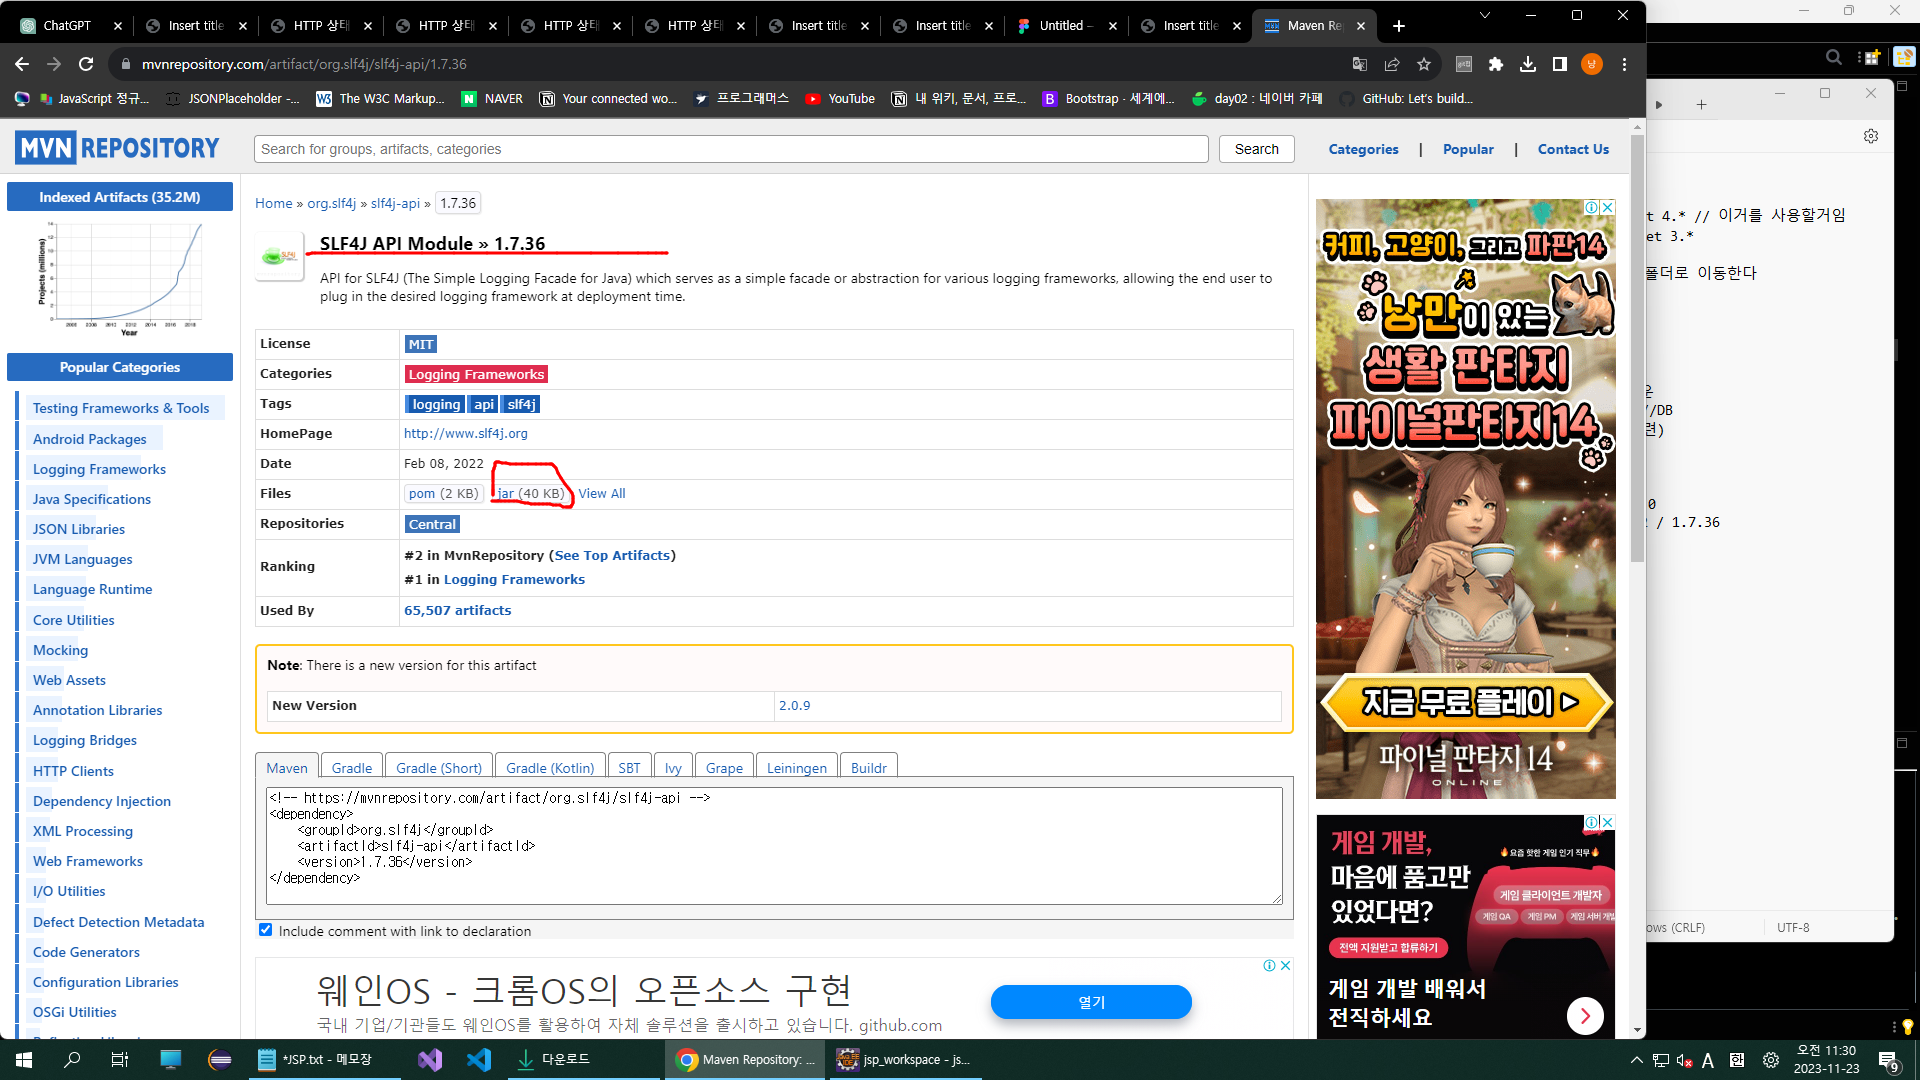 ChatGPT
Insert title
HTTP 상태
HTTP 상태
HTTP 상태
HTTP 상태
Insert title
Insert title
Untitled –
Insert title
Maven Re
mvnrepository.com/artifact/org.slf4j/slf4j-api/1.7.36
JavaScript 정규...
JSONPlaceholder -...
The W3C Markup...
NAVER
Your connected wo...
프로그래머스
YouTube
내 위키, 문서, 프로...
Bootstrap · 세계에...
day02 : 네이버 카페
GitHub: Let's build...
MVN REPOSITORY
Search for groups, artifacts, categories
Search
Categories | Popular | Contact Us
Indexed Artifacts (35.2M)
Projects (millions)
Year
Popular Categories
Testing Frameworks & Tools
Android Packages
Logging Frameworks
Java Specifications
JSON Libraries
JVM Languages
Language Runtime
Core Utilities
Mocking
Web Assets
Annotation Libraries
Logging Bridges
HTTP Clients
Dependency Injection
XML Processing
Web Frameworks
I/O Utilities
Defect Detection Metadata
Code Generators
Configuration Libraries
OSGi Utilities
Home » org.slf4j » slf4j-api » 1.7.36
SLF4J API Module » 1.7.36
API for SLF4J (The Simple Logging Facade for Java) which serves as a simple facade or abstraction for various logging frameworks, allowing the end user to
plug in the desired logging framework at deployment time.
License MIT
Categories Logging Frameworks
Tags logging api slf4j
HomePage http://www.slf4j.org
Date Feb 08, 2022
Files pom (2 KB) jar (40 KB) View All
Repositories Central
Ranking
#2 in MvnRepository (See Top Artifacts)
#1 in Logging Frameworks
Used By 65,507 artifacts
Note: There is a new version for this artifact
New Version 2.0.9
Maven Gradle Gradle (Short) Gradle (Kotlin) SBT Ivy Grape Leiningen Buildr
<!-- https://mvnrepository.com/artifact/org.slf4j/slf4j-api -->
<dependency>
    <groupId>org.slf4j</groupId>
    <artifactId>slf4j-api</artifactId>
    <version>1.7.36</version>
</dependency>
Include comment with link to declaration
웨인OS - 크롬OS의 오픈소스 구현
국내 기업/기관들도 웨인OS를 활용하여 자체 솔루션을 출시하고 있습니다. github.com
열기
커피, 고양이, 그리고 파판14
낭만이 있는
생활 판타지
파이널판타지14
지금 무료 플레이
파이널 판타지 14
ONLINE
게임 개발,
마음에 품고만
있었다면?
전액 지원받고 합류하기
🔥요즘 핫한 게임 인기 직무🔥
게임 클라이언트 개발자
게임 QA
게임 PM
게임 서버 개발
게임 개발 배워서
전직하세요
t 4.* // 이거를 사용할거임
et 3.*
폴더로 이동한다
//DB
/ 1.7.36
ows (CRLF)
UTF-8
*JSP.txt - 메모장
다운로드
Maven Repository: ...
jsp_workspace - js...
A
한
오전 11:30
2023-11-23
9